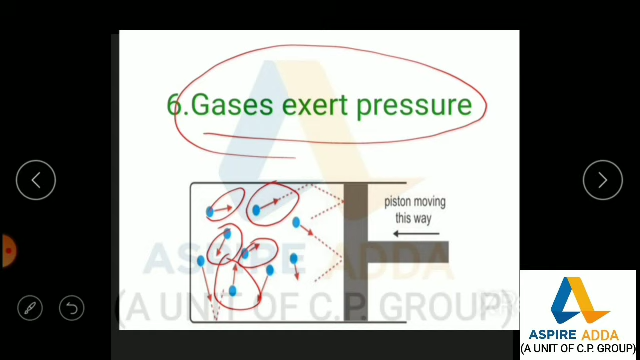 6.Gases exert pressure
piston moving
this way
ASPIRE ADDA
(A UNIT OF C.P. GROUP)
ASPIRE ADDA
(A UNIT OF C.P. GROUP)